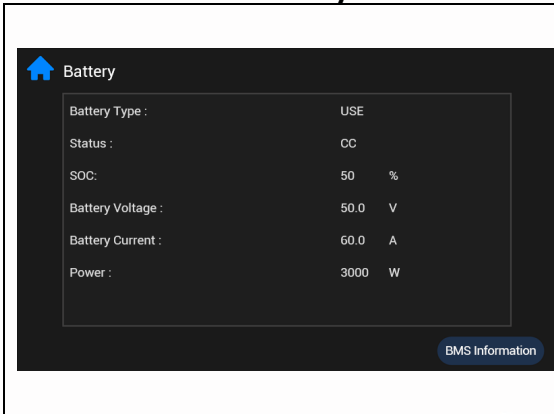 Battery
Battery Type : USE
Status : CC
SOC: 50 %
Battery Voltage : 50.0 V
Battery Current : 60.0 A
Power : 3000 W
BMS Information